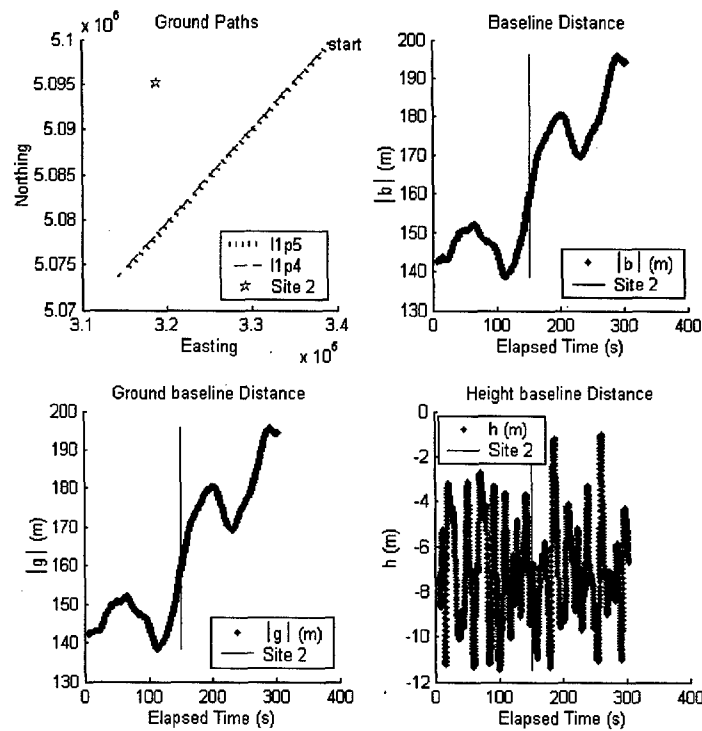 Ground Paths
x 10^6
5.1
5.095
5.09
5.085
5.08
5.075
5.07
Northing
start
l1p5
l1p4
Site 2
3.1
3.2
3.3
3.4
Easting
x 10^6
Baseline Distance
200
190
180
170
160
150
140
130
|b| (m)
|b| (m)
Site 2
0
100
200
300
400
Elapsed Time (s)
Ground baseline Distance
200
190
180
170
160
150
140
130
|g| (m)
|g| (m)
Site 2
0
100
200
300
400
Elapsed Time (s)
Height baseline Distance
0
-2
-4
-6
-8
-10
-12
h (m)
h (m)
Site 2
0
100
200
300
400
Elapsed Time (s)